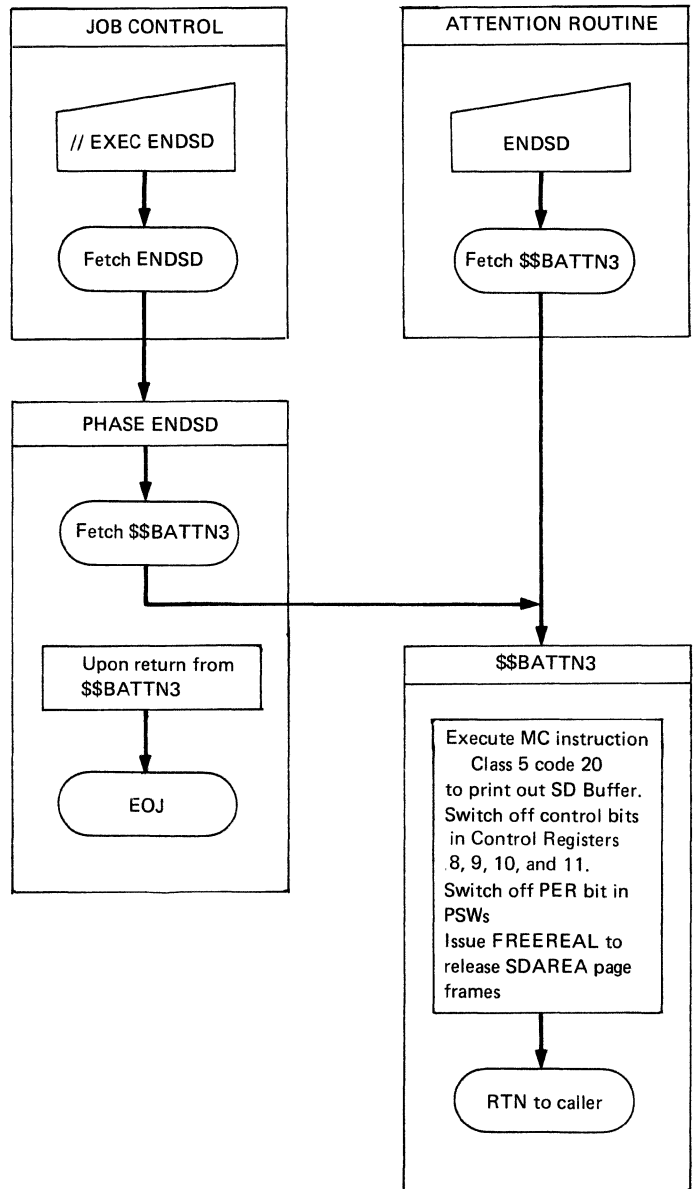 JOB CONTROL
// EXEC ENDSD
Fetch ENDSD
ATTENTION ROUTINE
ENDSD
Fetch $$BATTN3
PHASE ENDSD
Fetch $$BATTN3
Upon return from
$$BATTN3
EOJ
$$BATTN3
Execute MC instruction
Class 5 code 20
to print out SD Buffer.
Switch off control bits
in Control Registers
8, 9, 10, and 11.
Switch off PER bit in
PSWs
Issue FREEREAL to
release SDAREA page
frames
RTN to caller